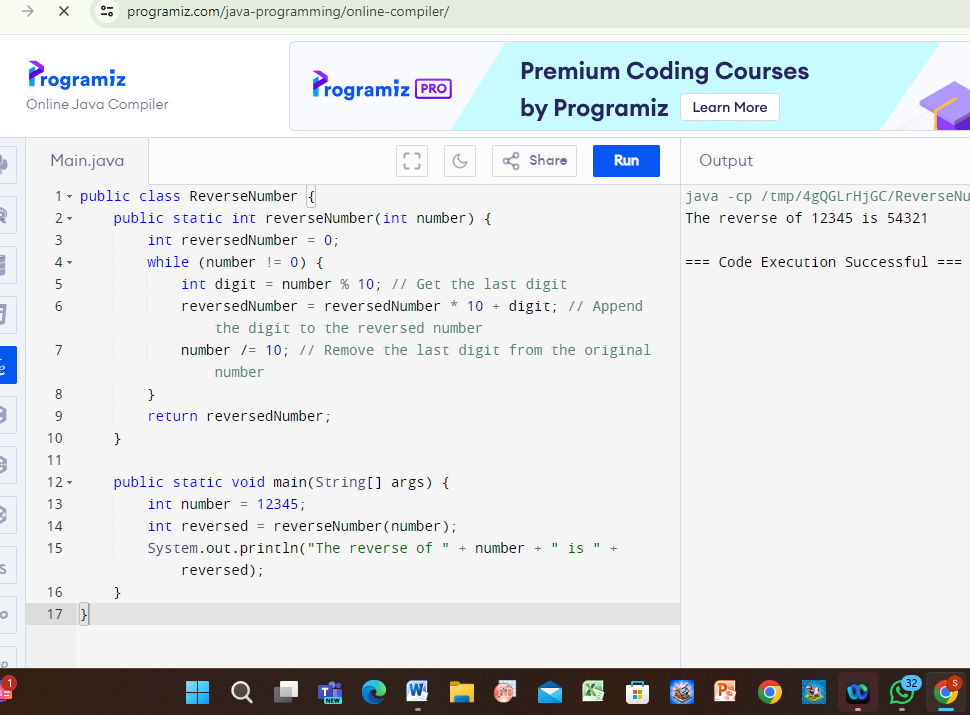 programiz.com/java-programming/online-compiler/
Programiz
Online Java Compiler
Programiz PRO
Premium Coding Courses
by Programiz
Learn More
Main.java
Share
Run
Output
1 public class ReverseNumber {
2 public static int reverseNumber(int number) {
3 int reversedNumber = 0;
4 while (number != 0) {
5 int digit = number % 10; // Get the last digit
6 reversedNumber = reversedNumber * 10 + digit; // Append
the digit to the reversed number
7 number /= 10; // Remove the last digit from the original
number
8 }
9 return reversedNumber;
10 }
11
12 public static void main(String[] args) {
13 int number = 12345;
14 int reversed = reverseNumber(number);
15 System.out.println("The reverse of " + number + " is " +
reversed);
16 }
17 }
java -cp /tmp/4gQGLrHjGC/ReverseNu
The reverse of 12345 is 54321
=== Code Execution Successful ===
1
NEW
32
S